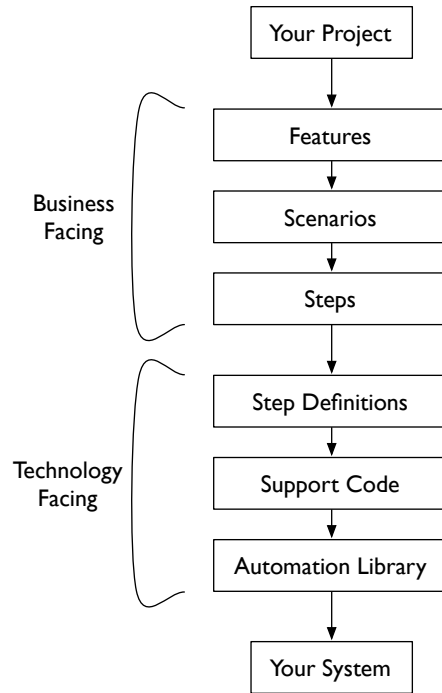 Your Project
Features
Business
Facing
Scenarios
Steps
Step Definitions
Technology
Facing
Support Code
Automation Library
Your System